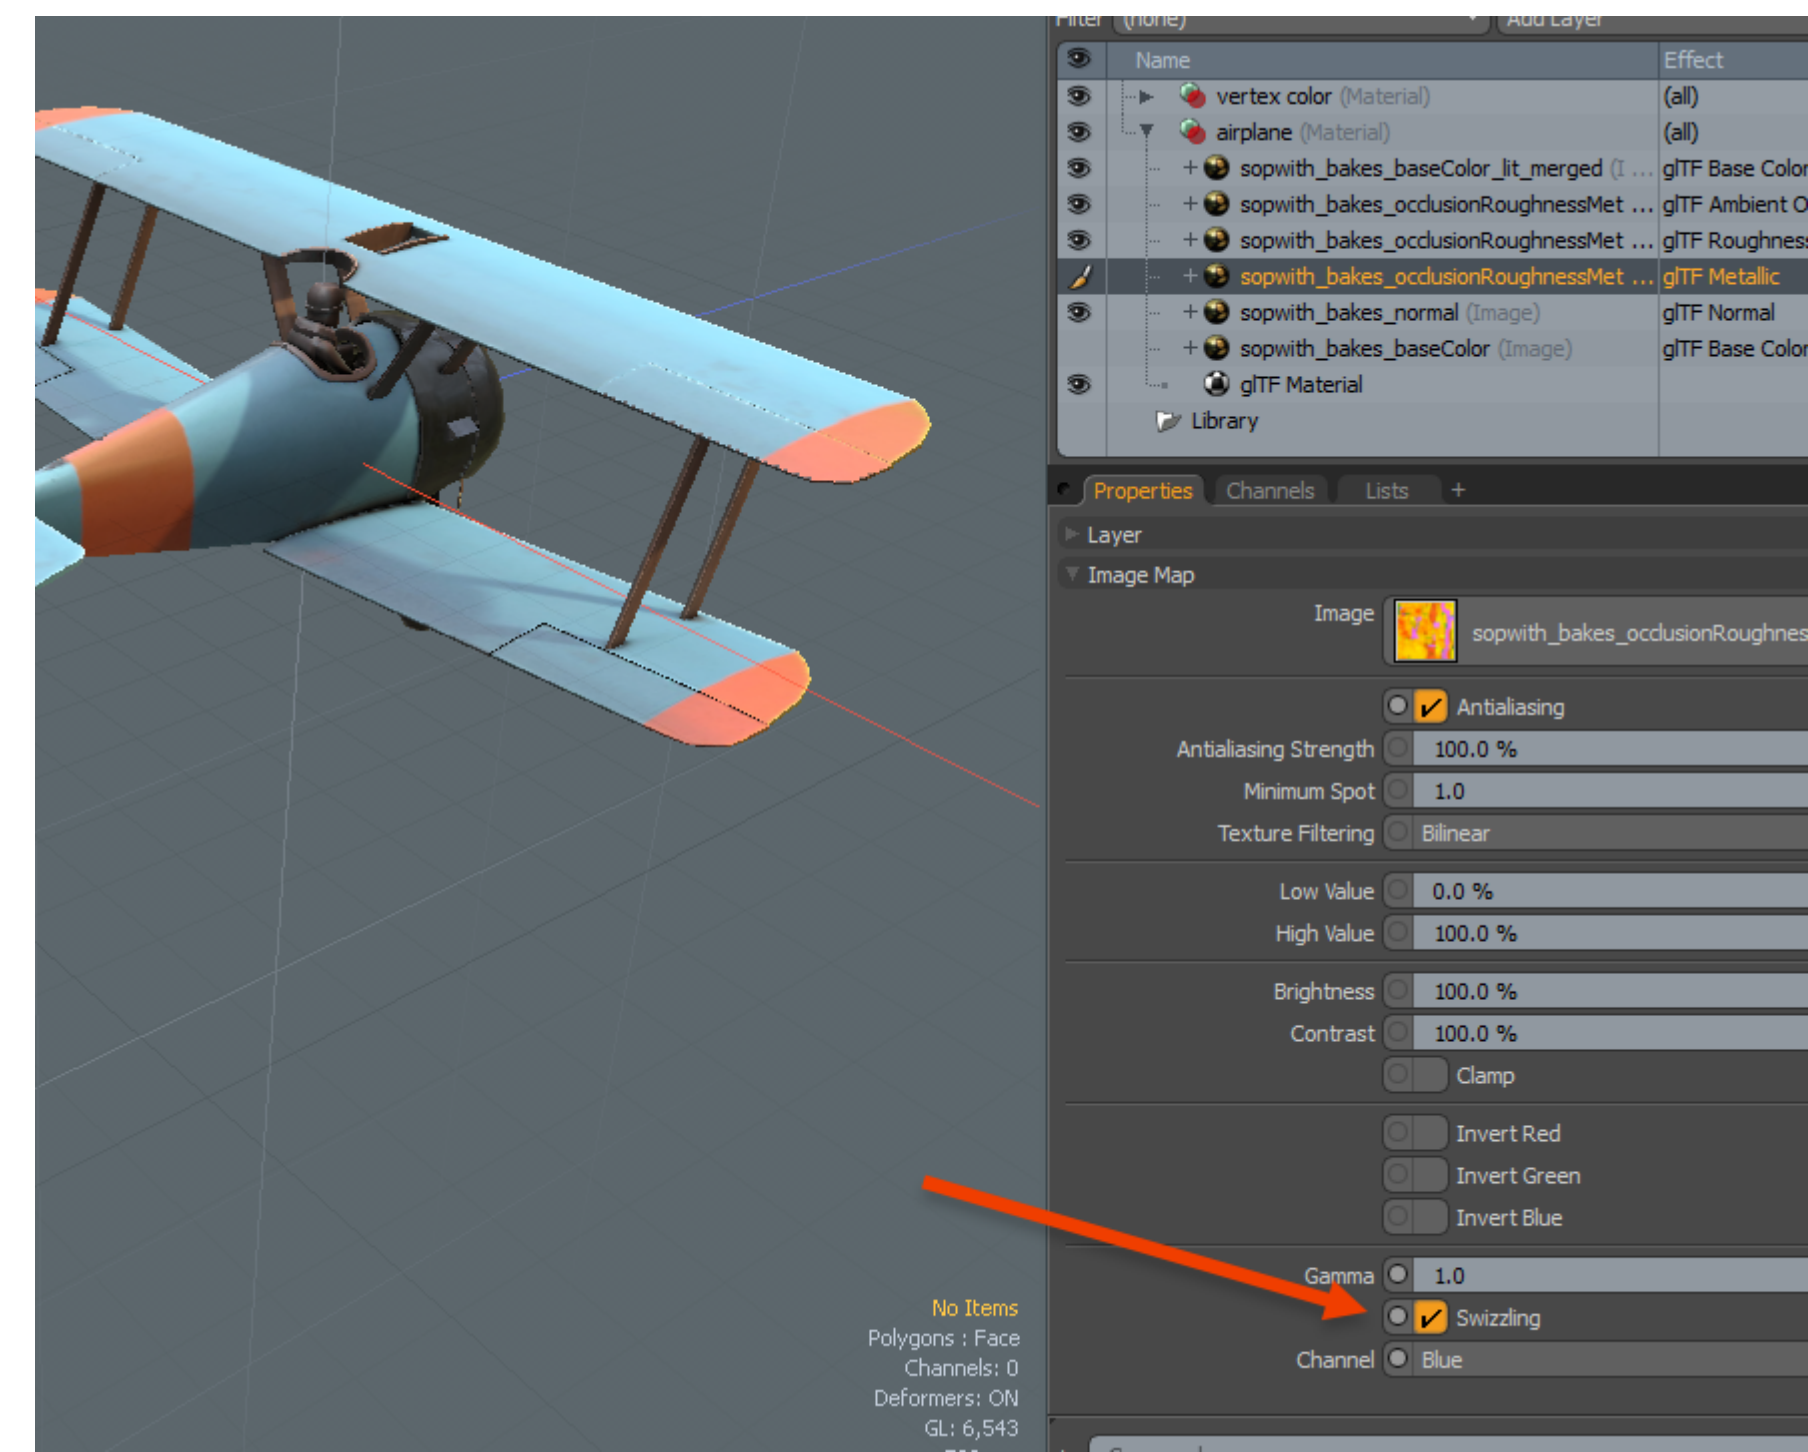 Filter (none) Add Layer
Name Effect
vertex color (Material) (all)
airplane (Material) (all)
sopwith_bakes_baseColor_lit_merged (I ... glTF Base Color
sopwith_bakes_occlusionRoughnessMet ... glTF Ambient O
sopwith_bakes_occlusionRoughnessMet ... glTF Roughness
sopwith_bakes_occlusionRoughnessMet ... glTF Metallic
sopwith_bakes_normal (Image) glTF Normal
sopwith_bakes_baseColor (Image) glTF Base Color
glTF Material
Library
Properties Channels Lists +
Layer
Image Map
Image sopwith_bakes_occlusionRoughnes
Antialiasing
Antialiasing Strength 100.0 %
Minimum Spot 1.0
Texture Filtering Bilinear
Low Value 0.0 %
High Value 100.0 %
Brightness 100.0 %
Contrast 100.0 %
Clamp
Invert Red
Invert Green
Invert Blue
Gamma 1.0
Swizzling
Channel Blue
No Items
Polygons : Face
Channels: 0
Deformers: ON
GL: 6,543